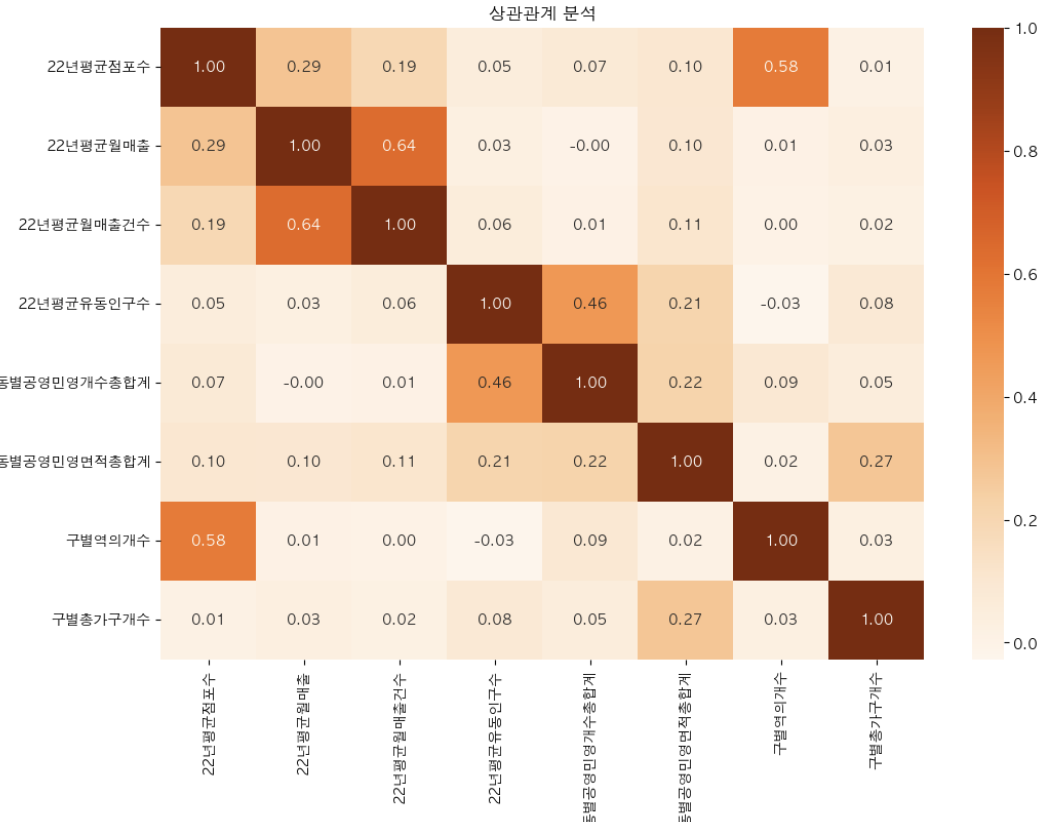 상관관계 분석
22년평균점포수 1.00 0.29 0.19 0.05 0.07 0.10 0.58 0.01
22년평균월매출 0.29 1.00 0.64 0.03 -0.00 0.10 0.01 0.03
22년평균월매출건수 0.19 0.64 1.00 0.06 0.01 0.11 0.00 0.02
22년평균유동인구수 0.05 0.03 0.06 1.00 0.46 0.21 -0.03 0.08
동별공영민영개수총합계 0.07 -0.00 0.01 0.46 1.00 0.22 0.09 0.05
동별공영민영면적총합계 0.10 0.10 0.11 0.21 0.22 1.00 0.02 0.27
구별역의개수 0.58 0.01 0.00 -0.03 0.09 0.02 1.00 0.03
구별총가구개수 0.01 0.03 0.02 0.08 0.05 0.27 0.03 1.00
22년평균점포수
22년평균월매출
22년평균월매출건수
22년평균유동인구수
동별공영민영개수총합계
동별공영민영면적총합계
구별역의개수
구별총가구개수
1.0
0.8
0.6
0.4
0.2
0.0